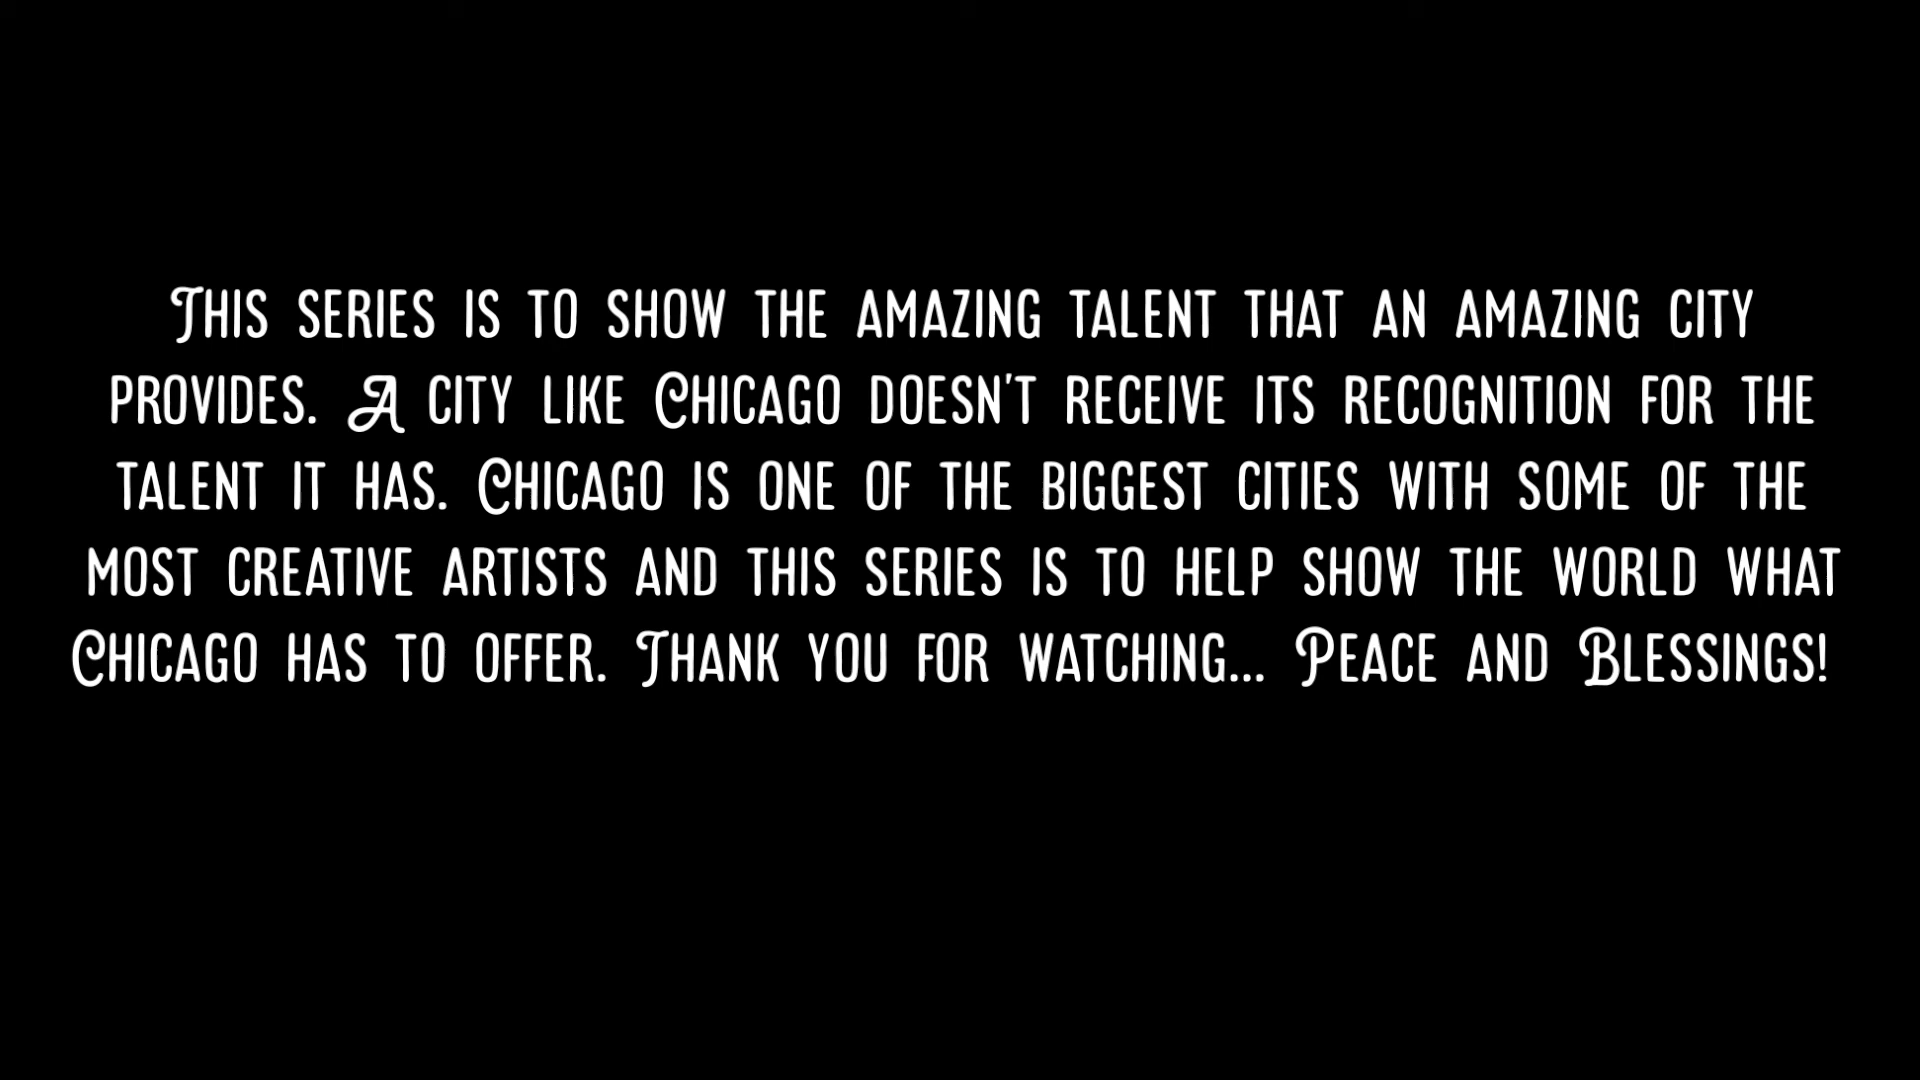 This series is to show the amazing talent that an amazing city
provides. A city like Chicago doesn't receive its recognition for the
talent it has. Chicago is one of the biggest cities with some of the
most creative artists and this series is to help show the world what
Chicago has to offer. Thank you for watching... Peace and Blessings!